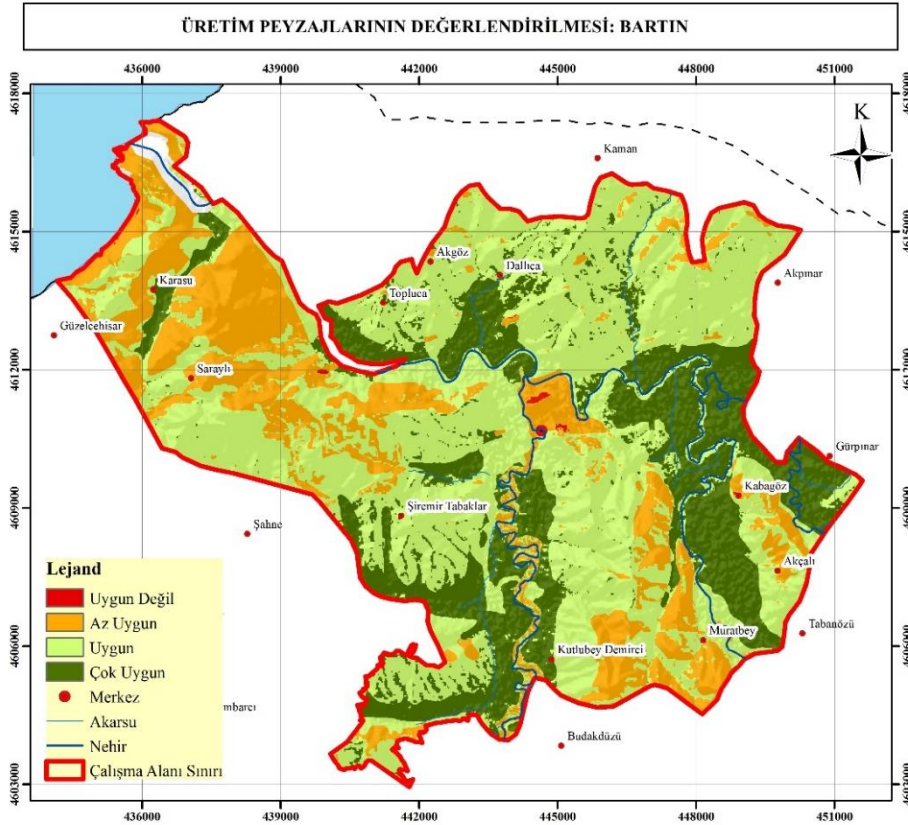 ÜRETİM PEYZAJLARININ DEĞERLENDİRİLMESİ: BARTIN
436000 439000 442000 445000 448000 451000
4618000 4618000
K
Kaman
4615000 4615000
Akgöz
Dallıca
Akpınar
Karasu
Topluca
Güzelcehisar
4612000 4612000
Saraylı
Gürpınar
Kabagöz
4609000 4609000
Şiremir Tabaklar
Şahne
Akçalı
Lejand
Uygun Değil
Az Uygun
Uygun
Çok Uygun
Merkez
Akarsu
Nehir
Çalışma Alanı Sınırı
Tabanözü
Muratbey
4606000 4606000
Kutlubey Demirci
mbarcı
Budakdüzü
4603000 4603000
436000 439000 442000 445000 448000 451000